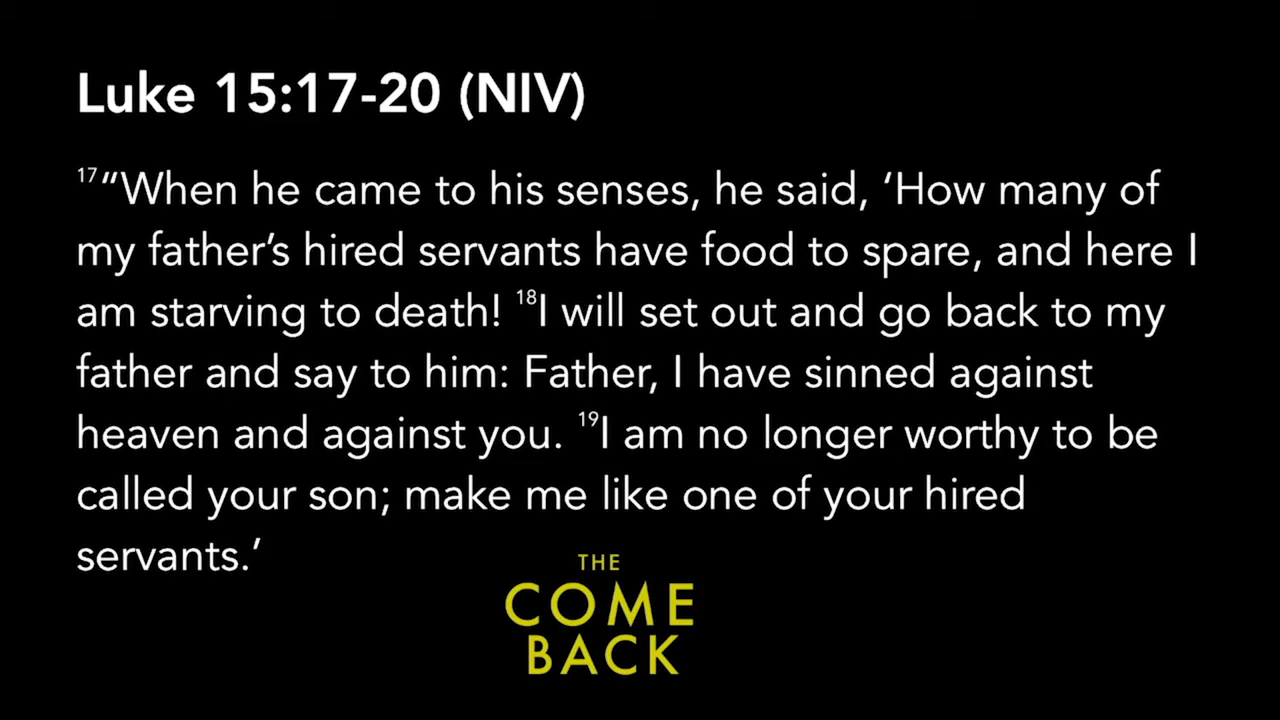 Luke 15:17-20 (NIV)
17“When he came to his senses, he said, ‘How many of
my father’s hired servants have food to spare, and here I
am starving to death! 18I will set out and go back to my
father and say to him: Father, I have sinned against
heaven and against you. 19I am no longer worthy to be
called your son; make me like one of your hired
servants.’
THE
COME
BACK